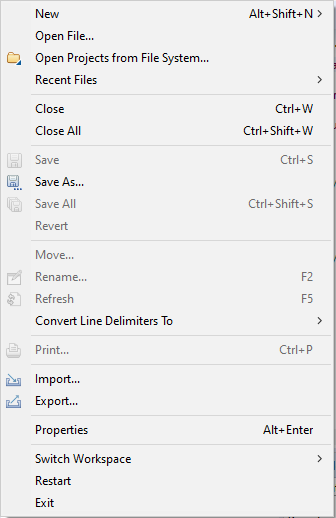 New Alt+Shift+N >
Open File...
Open Projects from File System...
Recent Files >
Close Ctrl+W
Close All Ctrl+Shift+W
Save Ctrl+S
Save As...
Save All Ctrl+Shift+S
Revert
Move...
Rename... F2
Refresh F5
Convert Line Delimiters To >
Print... Ctrl+P
Import...
Export...
Properties Alt+Enter
Switch Workspace >
Restart
Exit